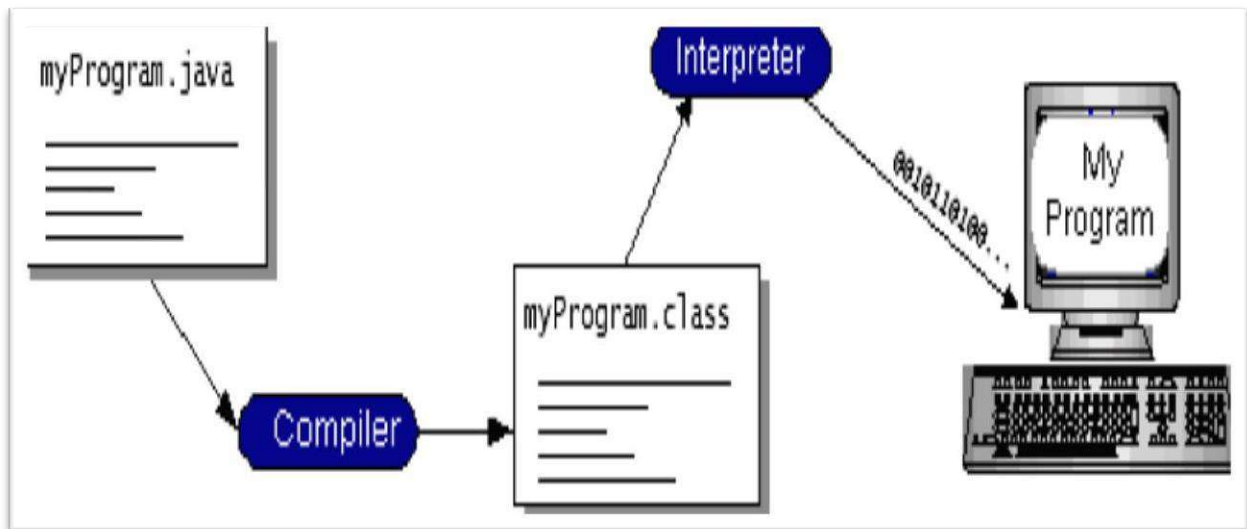 myProgram.java
Compiler
myProgram.class
Interpreter
0010110100...
My
Program